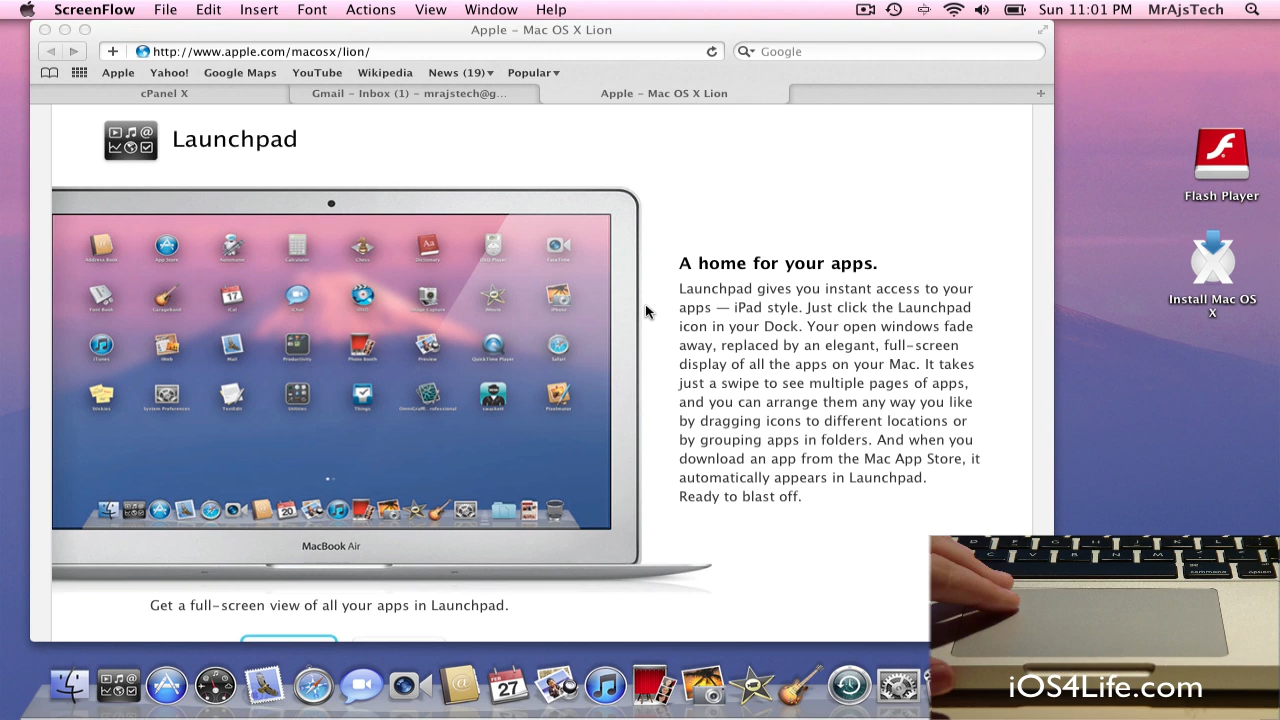 ScreenFlow File Edit Insert Font Actions View Window Help Sun 11:01 PM MrAjsTech
Apple – Mac OS X Lion
http://www.apple.com/macosx/lion/ Google
Apple Yahoo! Google Maps YouTube Wikipedia News (19) Popular
cPanel X Gmail – Inbox (1) – mrajstech@g... Apple – Mac OS X Lion
Launchpad
Flash Player
Install Mac OS
X
A home for your apps.
Launchpad gives you instant access to your
apps — iPad style. Just click the Launchpad
icon in your Dock. Your open windows fade
away, replaced by an elegant, full-screen
display of all the apps on your Mac. It takes
just a swipe to see multiple pages of apps,
and you can arrange them any way you like
by dragging icons to different locations or
by grouping apps in folders. And when you
download an app from the Mac App Store, it
automatically appears in Launchpad.
Ready to blast off.
MacBook Air
Get a full-screen view of all your apps in Launchpad.
FEB
27
command option
iOS4Life.com